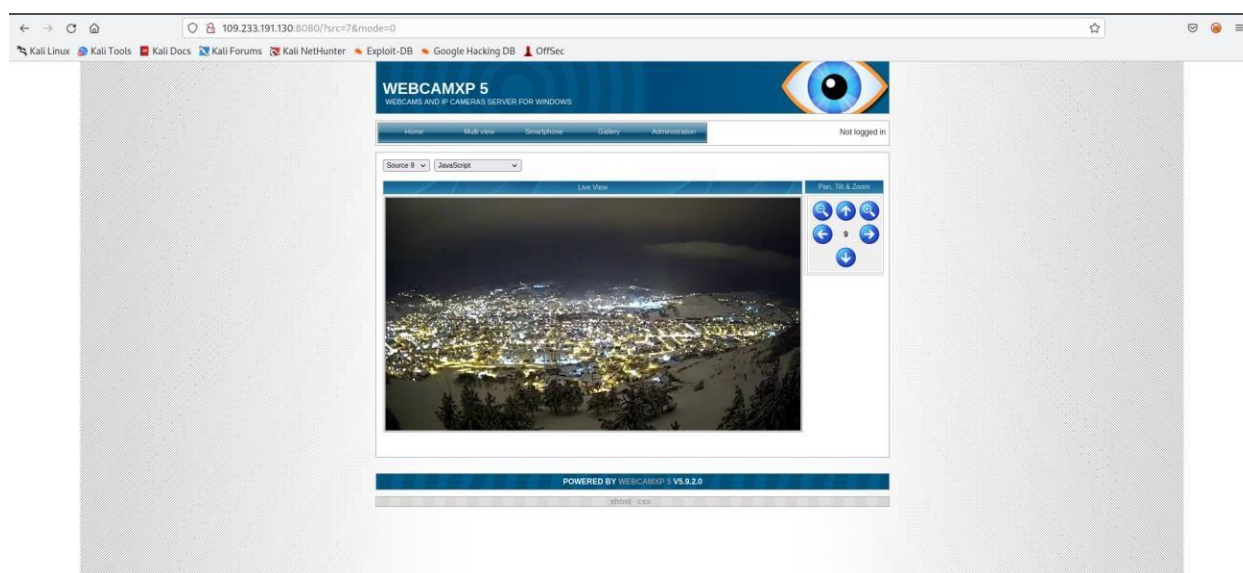 109.233.191.130:8080/?src=7&mode=0
Kali Linux Kali Tools Kali Docs Kali Forums Kali NetHunter Exploit-DB Google Hacking DB OffSec
WEBCAMXP 5
WEBCAMS AND IP CAMERAS SERVER FOR WINDOWS
Home Multi view Smartphone Gallery Administration Not logged in
Source 9 JavaScript
Live View Pan, Tilt & Zoom
9
POWERED BY WEBCAMXP 5 V5.9.2.0
xhtml css